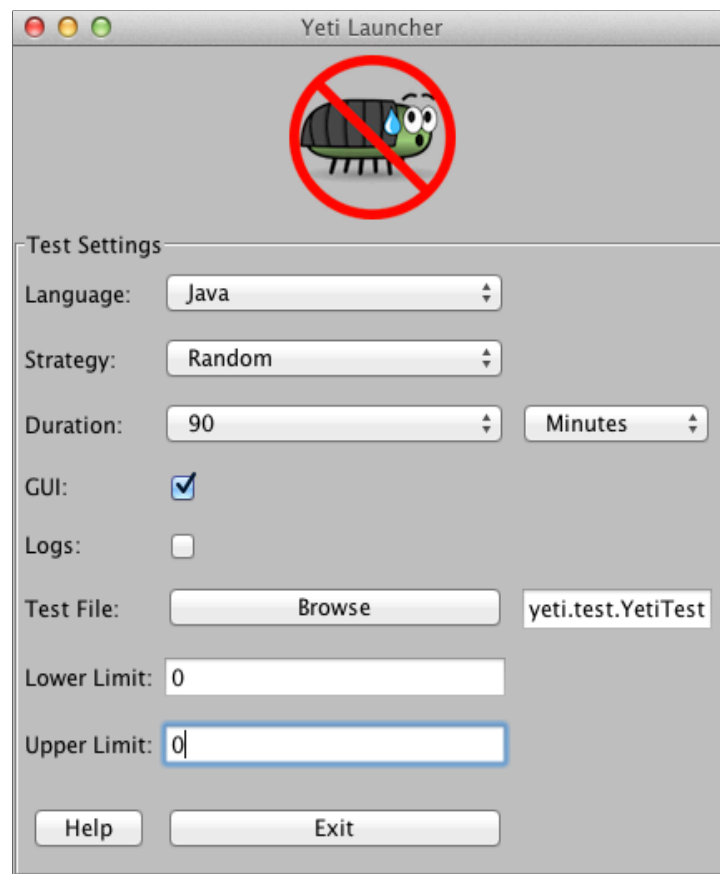 Yeti Launcher
Test Settings
Language: Java
Strategy: Random
Duration: 90 Minutes
GUI:
Logs:
Test File: Browse yeti.test.YetiTest
Lower Limit: 0
Upper Limit: 0
Help Exit